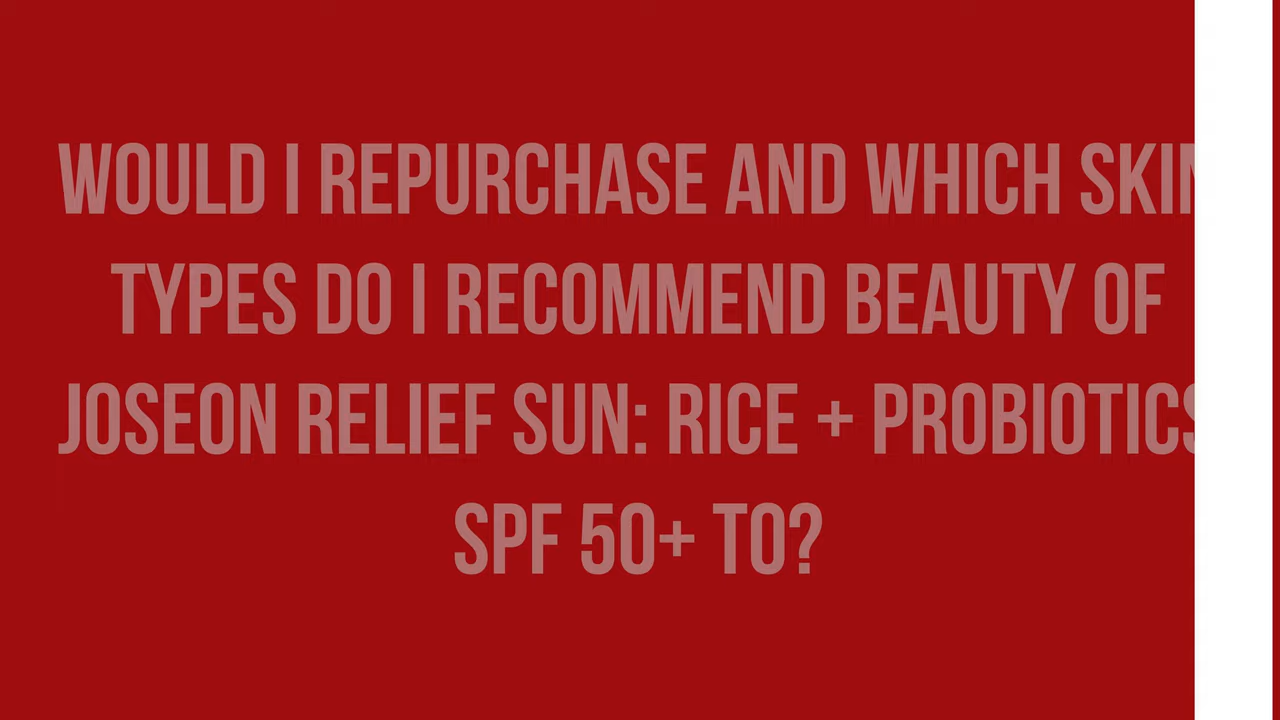 WOULD I REPURCHASE AND WHICH SKIN
TYPES DO I RECOMMEND BEAUTY OF
JOSEON RELIEF SUN: RICE + PROBIOTICS
SPF 50+ TO?